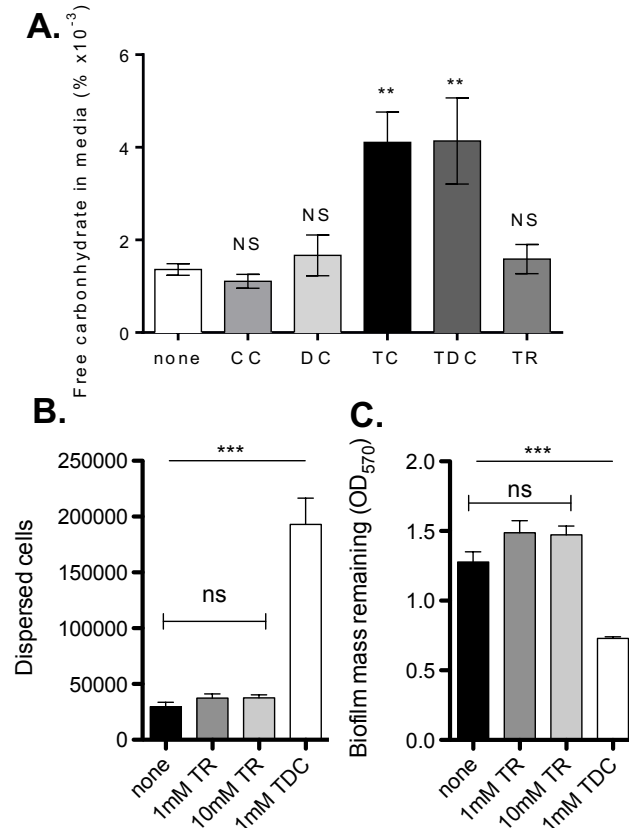 A.
Free carbonhydrate in media (% x10-3)
6
4
2
0
NS
NS
**
**
NS
none
CC
DC
TC
TDC
TR
B.
Dispersed cells
250000
200000
150000
100000
50000
0
***
ns
none
1mM TR
10mM TR
1mM TDC
C.
Biofilm mass remaining (OD570)
2.0
1.5
1.0
0.5
0.0
***
ns
none
1mM TR
10mM TR
1mM TDC